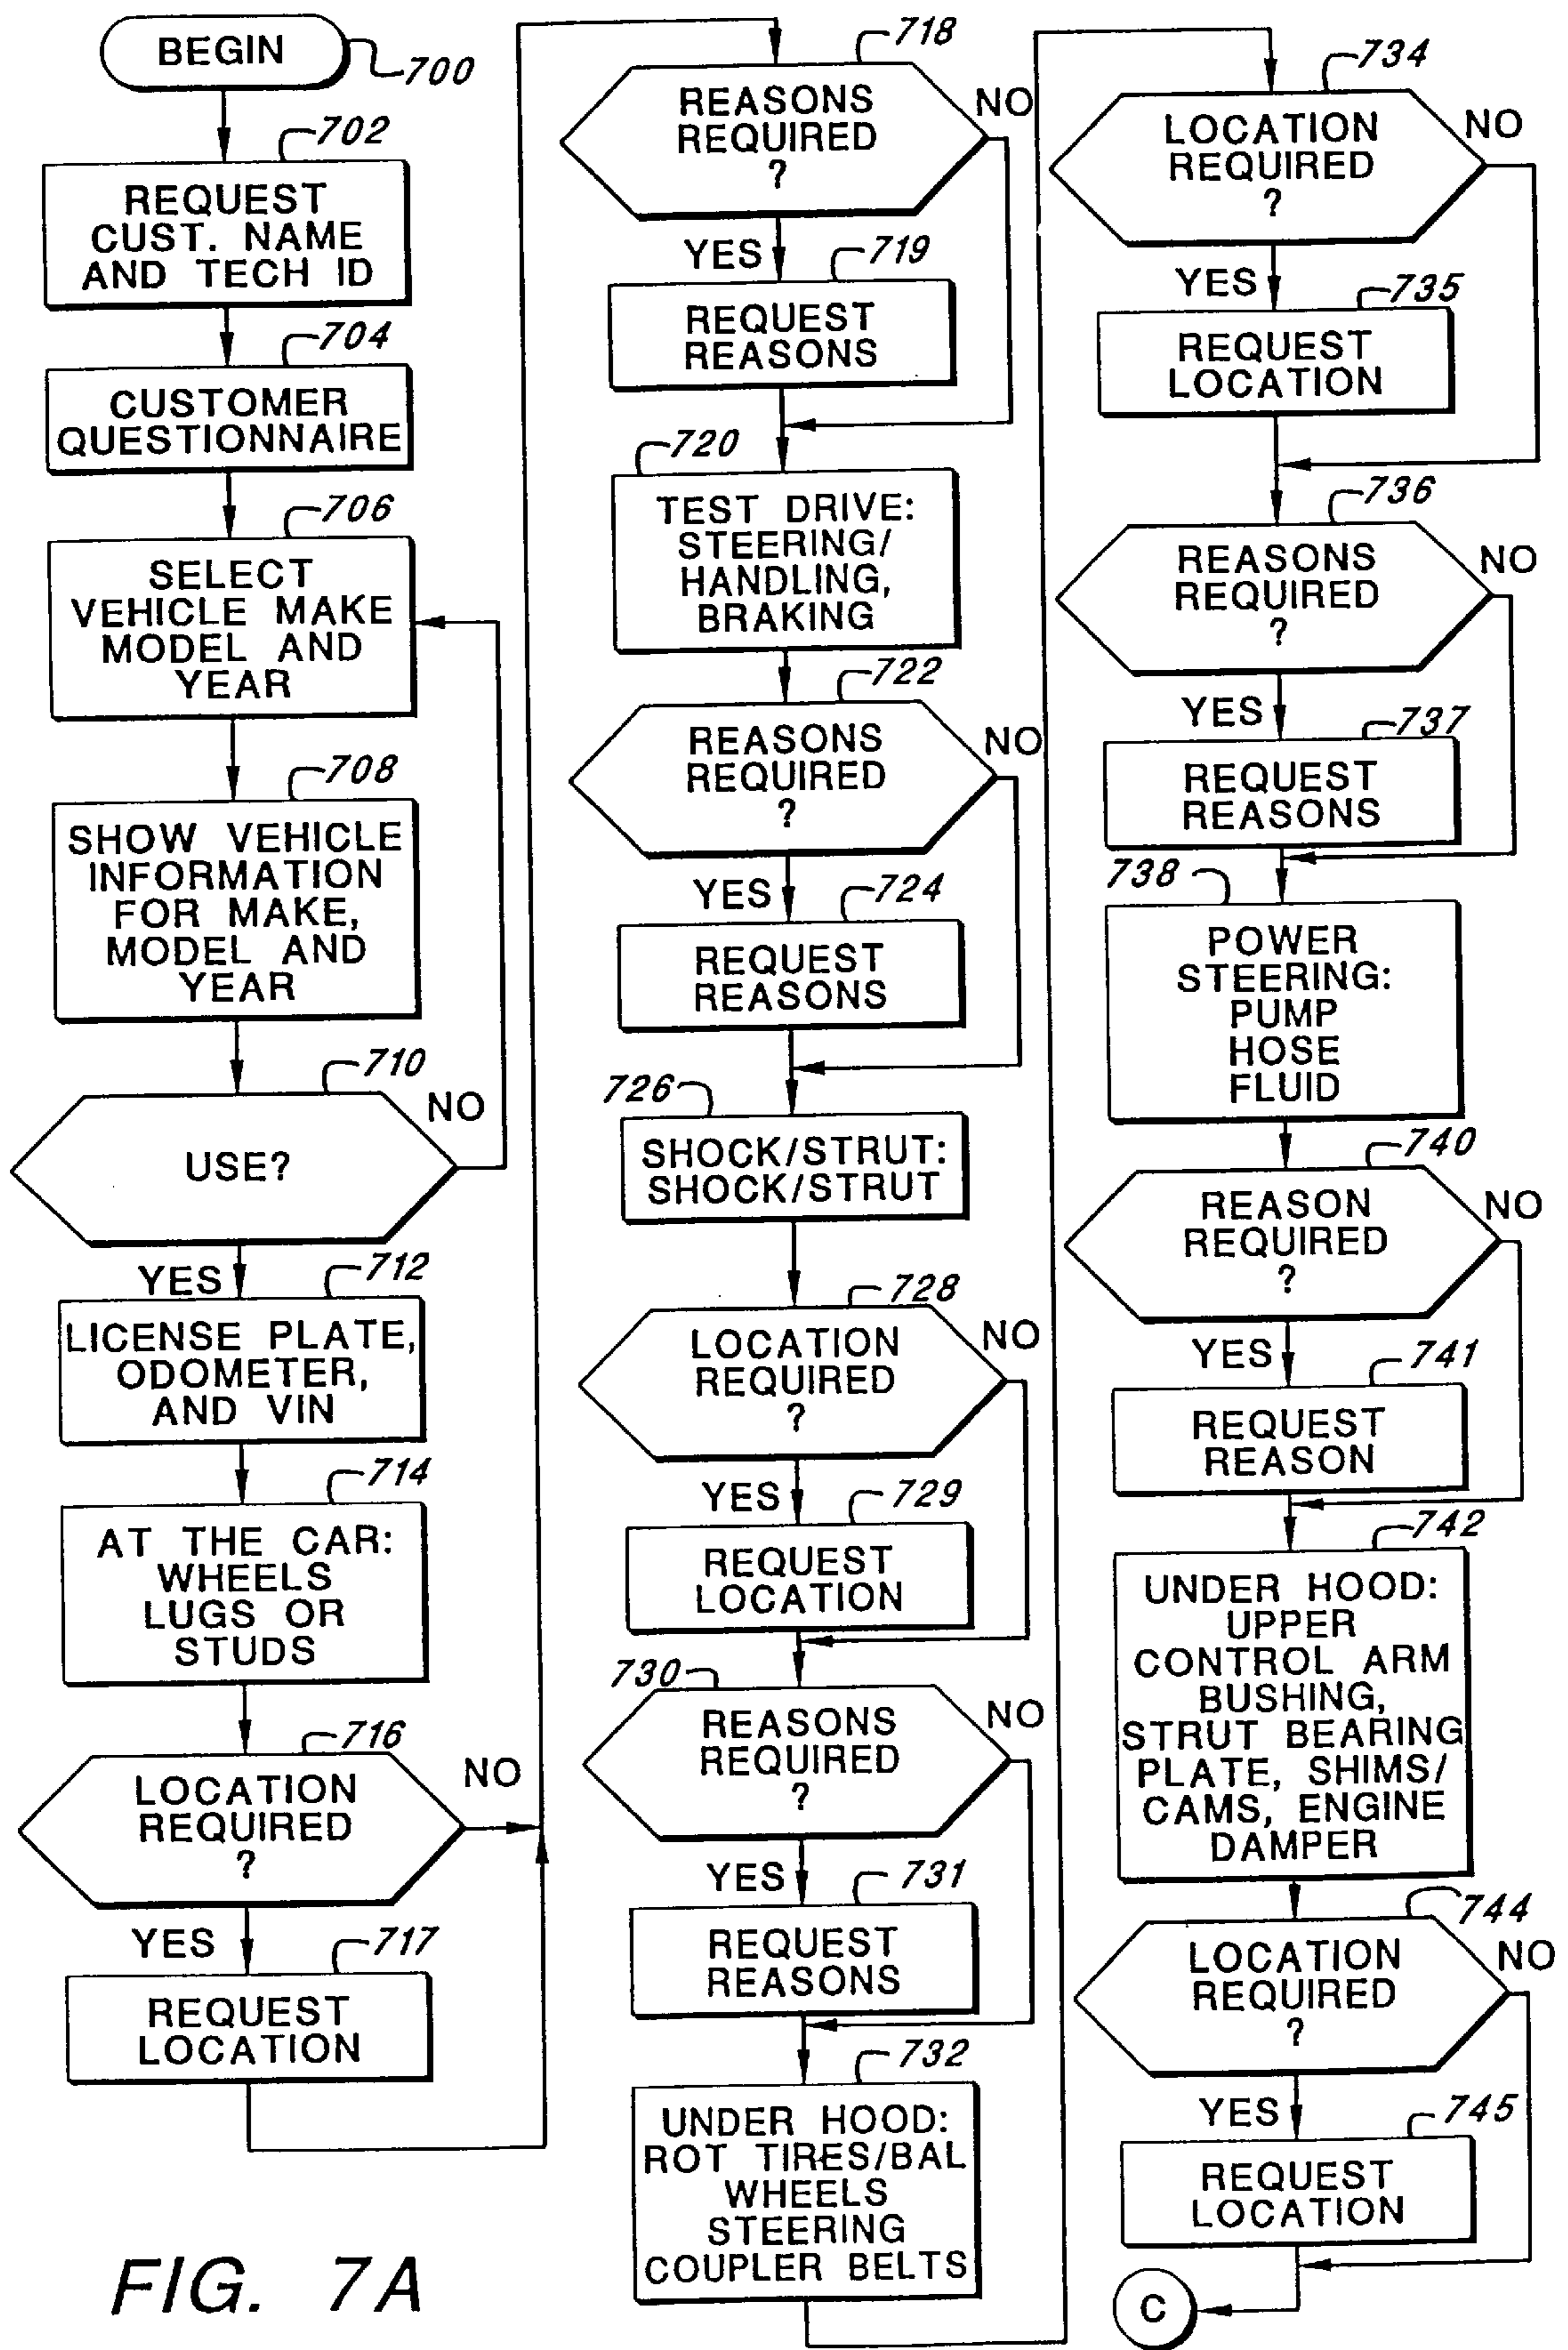 BEGIN
700
702
REQUEST
CUST. NAME
AND TECH ID
704
CUSTOMER
QUESTIONNAIRE
706
SELECT
VEHICLE MAKE
MODEL AND
YEAR
708
SHOW VEHICLE
INFORMATION
FOR MAKE,
MODEL AND
YEAR
710
NO
USE?
YES
712
LICENSE PLATE,
ODOMETER,
AND VIN
714
AT THE CAR:
WHEELS
LUGS OR
STUDS
716
NO
LOCATION
REQUIRED
?
YES
717
REQUEST
LOCATION
718
NO
REASONS
REQUIRED
?
YES
719
REQUEST
REASONS
720
TEST DRIVE:
STEERING/
HANDLING,
BRAKING
722
NO
REASONS
REQUIRED
?
YES
724
REQUEST
REASONS
726
SHOCK/STRUT:
SHOCK/STRUT
728
NO
LOCATION
REQUIRED
?
YES
729
REQUEST
LOCATION
730
NO
REASONS
REQUIRED
?
YES
731
REQUEST
REASONS
732
UNDER HOOD:
ROT TIRES/BAL
WHEELS
STEERING
COUPLER BELTS
734
NO
LOCATION
REQUIRED
?
YES
735
REQUEST
LOCATION
736
NO
REASONS
REQUIRED
?
YES
737
REQUEST
REASONS
738
POWER
STEERING:
PUMP
HOSE
FLUID
740
NO
REASON
REQUIRED
?
YES
741
REQUEST
REASON
742
UNDER HOOD:
UPPER
CONTROL ARM
BUSHING,
STRUT BEARING
PLATE, SHIMS/
CAMS, ENGINE
DAMPER
744
NO
LOCATION
REQUIRED
?
YES
745
REQUEST
LOCATION
C
FIG. 7A